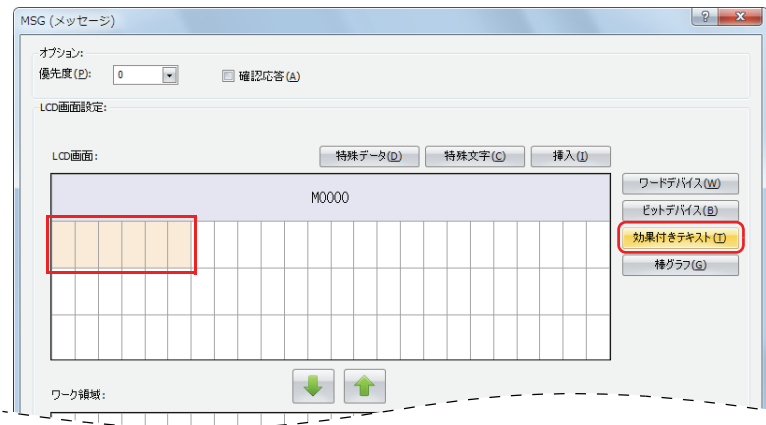 MSG (メッセージ)
オプション:
優先度(P): 0 確認応答(A)
LCD画面設定:
LCD画面: 特殊データ(D) 特殊文字(C) 挿入(I)
M0000
ワードデバイス(W)
ビットデバイス(B)
効果付きテキスト(T)
棒グラフ(G)
ワーク領域: